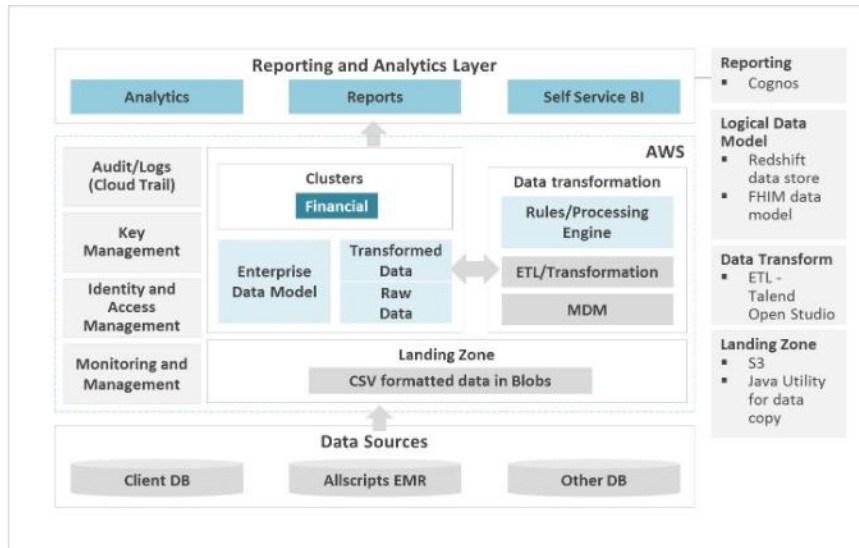 Reporting and Analytics Layer
Analytics
Reports
Self Service BI
AWS
Audit/Logs
(Cloud Trail)
Key
Management
Identity and
Access
Management
Monitoring and
Management
Clusters
Financial
Enterprise
Data Model
Transformed
Data
Raw
Data
Data transformation
Rules/Processing
Engine
ETL/Transformation
MDM
Landing Zone
CSV formatted data in Blobs
Data Sources
Client DB
Allscripts EMR
Other DB
Reporting
▪ Cognos
Logical Data
Model
▪ Redshift
data store
▪ FHIM data
model
Data Transform
▪ ETL -
Talend
Open Studio
Landing Zone
▪ S3
▪ Java Utility
for data
copy